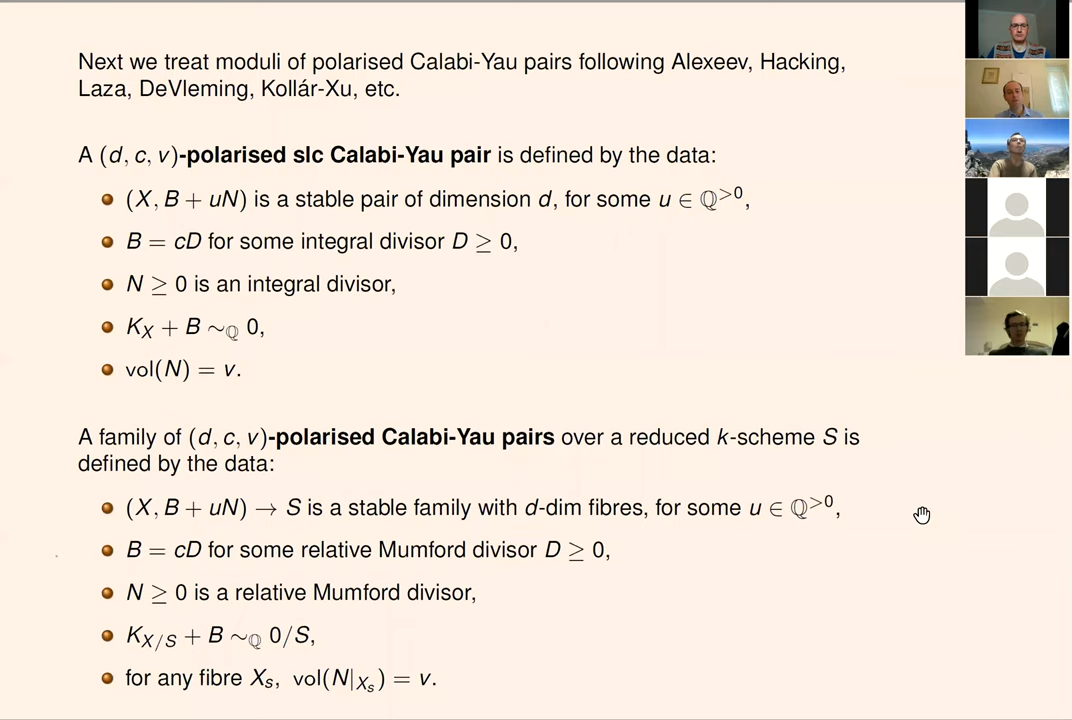 Next we treat moduli of polarised Calabi-Yau pairs following Alexeev, Hacking,
Laza, DeVleming, Kollár-Xu, etc.
A (d, c, v)-polarised slc Calabi-Yau pair is defined by the data:
(X, B + uN) is a stable pair of dimension d, for some u ∈ ℚ^{>0},
B = cD for some integral divisor D ≥ 0,
N ≥ 0 is an integral divisor,
K_X + B ∼_ℚ 0,
vol(N) = v.
A family of (d, c, v)-polarised Calabi-Yau pairs over a reduced k-scheme S is
defined by the data:
(X, B + uN) → S is a stable family with d-dim fibres, for some u ∈ ℚ^{>0},
B = cD for some relative Mumford divisor D ≥ 0,
N ≥ 0 is a relative Mumford divisor,
K_{X/S} + B ∼_ℚ 0/S,
for any fibre X_s, vol(N|_{X_s}) = v.